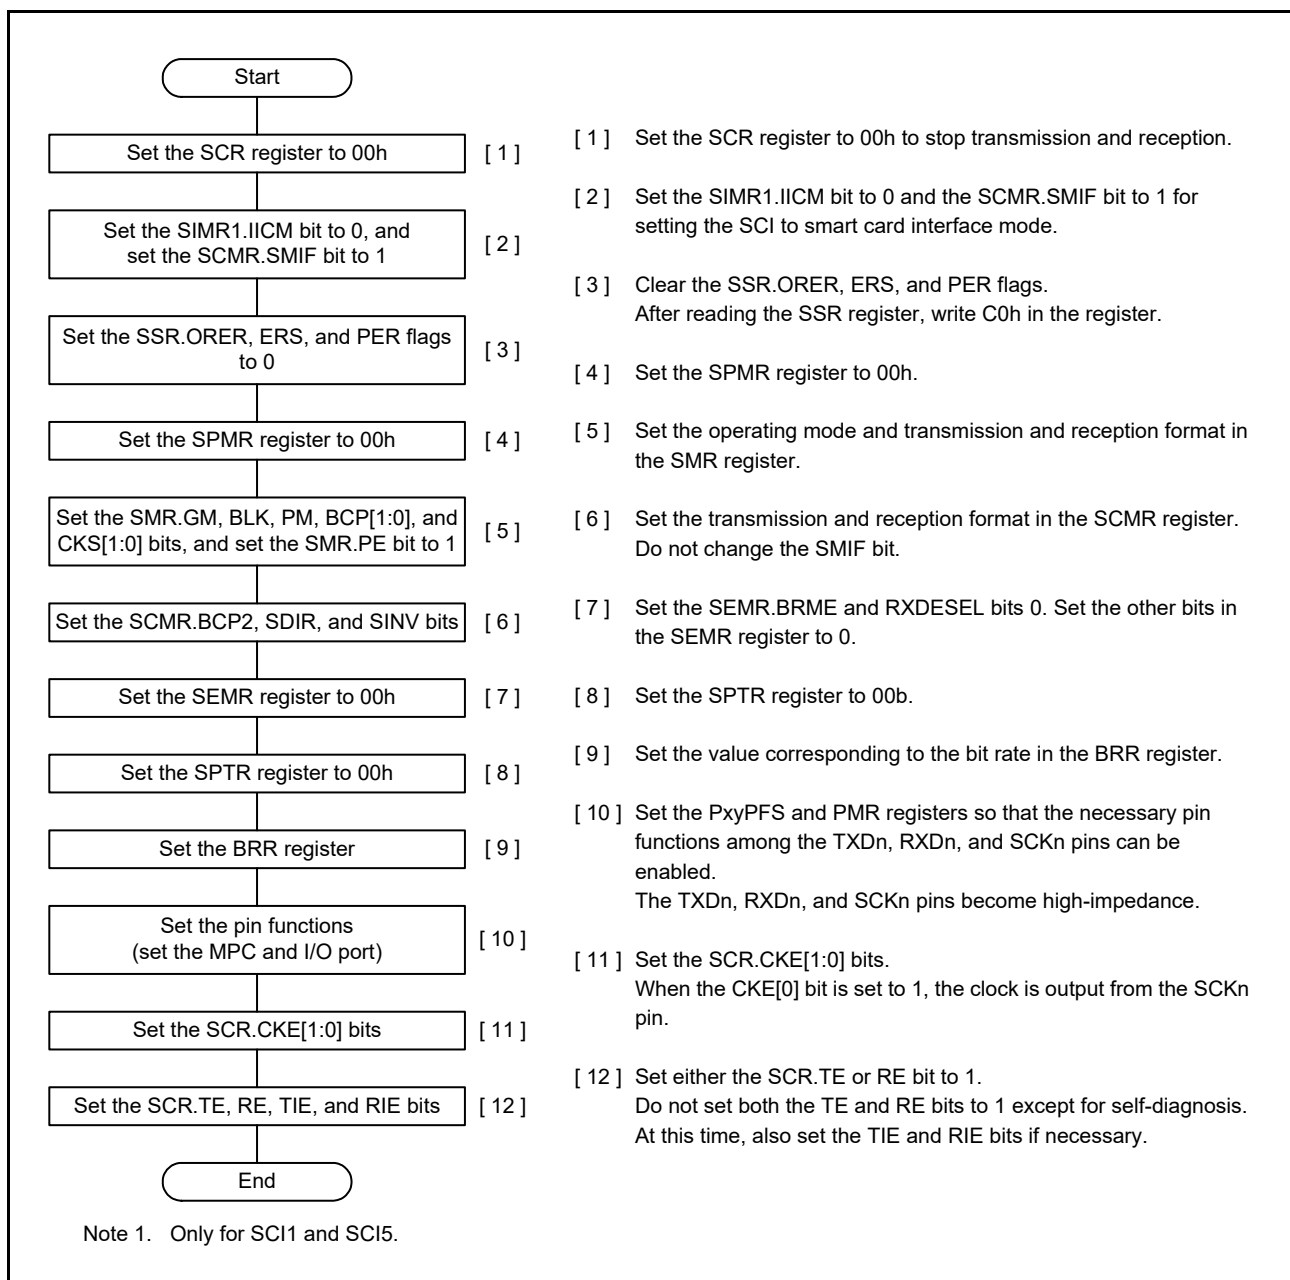 Start
Set the SCR register to 00h
[ 1 ]
Set the SIMR1.IICM bit to 0, and
set the SCMR.SMIF bit to 1
[ 2 ]
Set the SSR.ORER, ERS, and PER flags
to 0
[ 3 ]
Set the SPMR register to 00h
[ 4 ]
Set the SMR.GM, BLK, PM, BCP[1:0], and
CKS[1:0] bits, and set the SMR.PE bit to 1
[ 5 ]
Set the SCMR.BCP2, SDIR, and SINV bits
[ 6 ]
Set the SEMR register to 00h
[ 7 ]
Set the SPTR register to 00h
[ 8 ]
Set the BRR register
[ 9 ]
Set the pin functions
(set the MPC and I/O port)
[ 10 ]
Set the SCR.CKE[1:0] bits
[ 11 ]
Set the SCR.TE, RE, TIE, and RIE bits
[ 12 ]
End
[ 1 ] Set the SCR register to 00h to stop transmission and reception.
[ 2 ] Set the SIMR1.IICM bit to 0 and the SCMR.SMIF bit to 1 for
setting the SCI to smart card interface mode.
[ 3 ] Clear the SSR.ORER, ERS, and PER flags.
After reading the SSR register, write C0h in the register.
[ 4 ] Set the SPMR register to 00h.
[ 5 ] Set the operating mode and transmission and reception format in
the SMR register.
[ 6 ] Set the transmission and reception format in the SCMR register.
Do not change the SMIF bit.
[ 7 ] Set the SEMR.BRME and RXDESEL bits 0. Set the other bits in
the SEMR register to 0.
[ 8 ] Set the SPTR register to 00b.
[ 9 ] Set the value corresponding to the bit rate in the BRR register.
[ 10 ] Set the PxyPFS and PMR registers so that the necessary pin
functions among the TXDn, RXDn, and SCKn pins can be
enabled.
The TXDn, RXDn, and SCKn pins become high-impedance.
[ 11 ] Set the SCR.CKE[1:0] bits.
When the CKE[0] bit is set to 1, the clock is output from the SCKn
pin.
[ 12 ] Set either the SCR.TE or RE bit to 1.
Do not set both the TE and RE bits to 1 except for self-diagnosis.
At this time, also set the TIE and RIE bits if necessary.
Note 1. Only for SCI1 and SCI5.